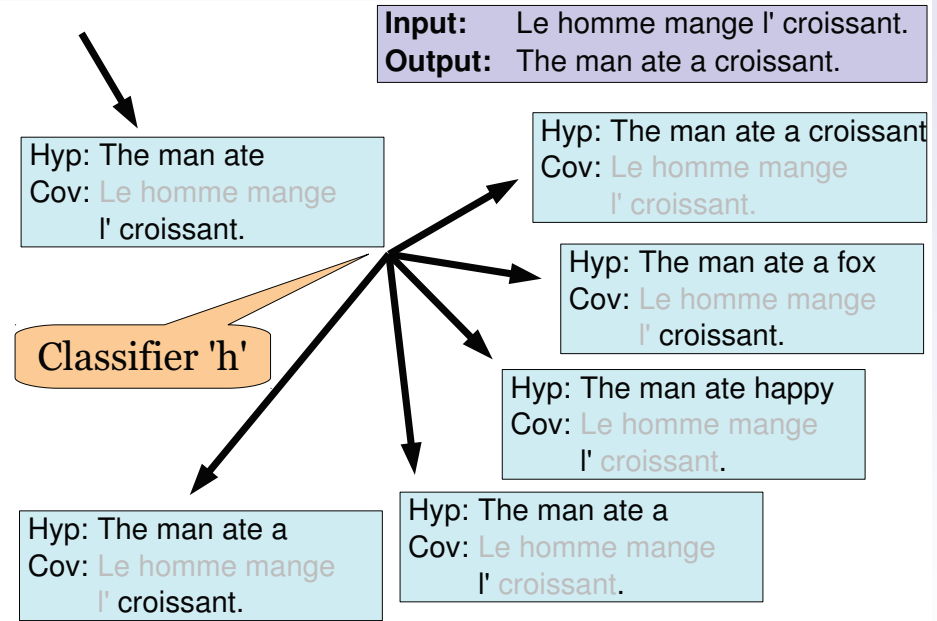 Input: Le homme mange l' croissant.
Output: The man ate a croissant.
Hyp: The man ate
Cov: Le homme mange
l' croissant.
Hyp: The man ate a croissant
Cov: Le homme mange
l' croissant.
Hyp: The man ate a fox
Cov: Le homme mange
l' croissant.
Classifier 'h'
Hyp: The man ate happy
Cov: Le homme mange
l' croissant.
Hyp: The man ate a
Cov: Le homme mange
l' croissant.
Hyp: The man ate a
Cov: Le homme mange
l' croissant.